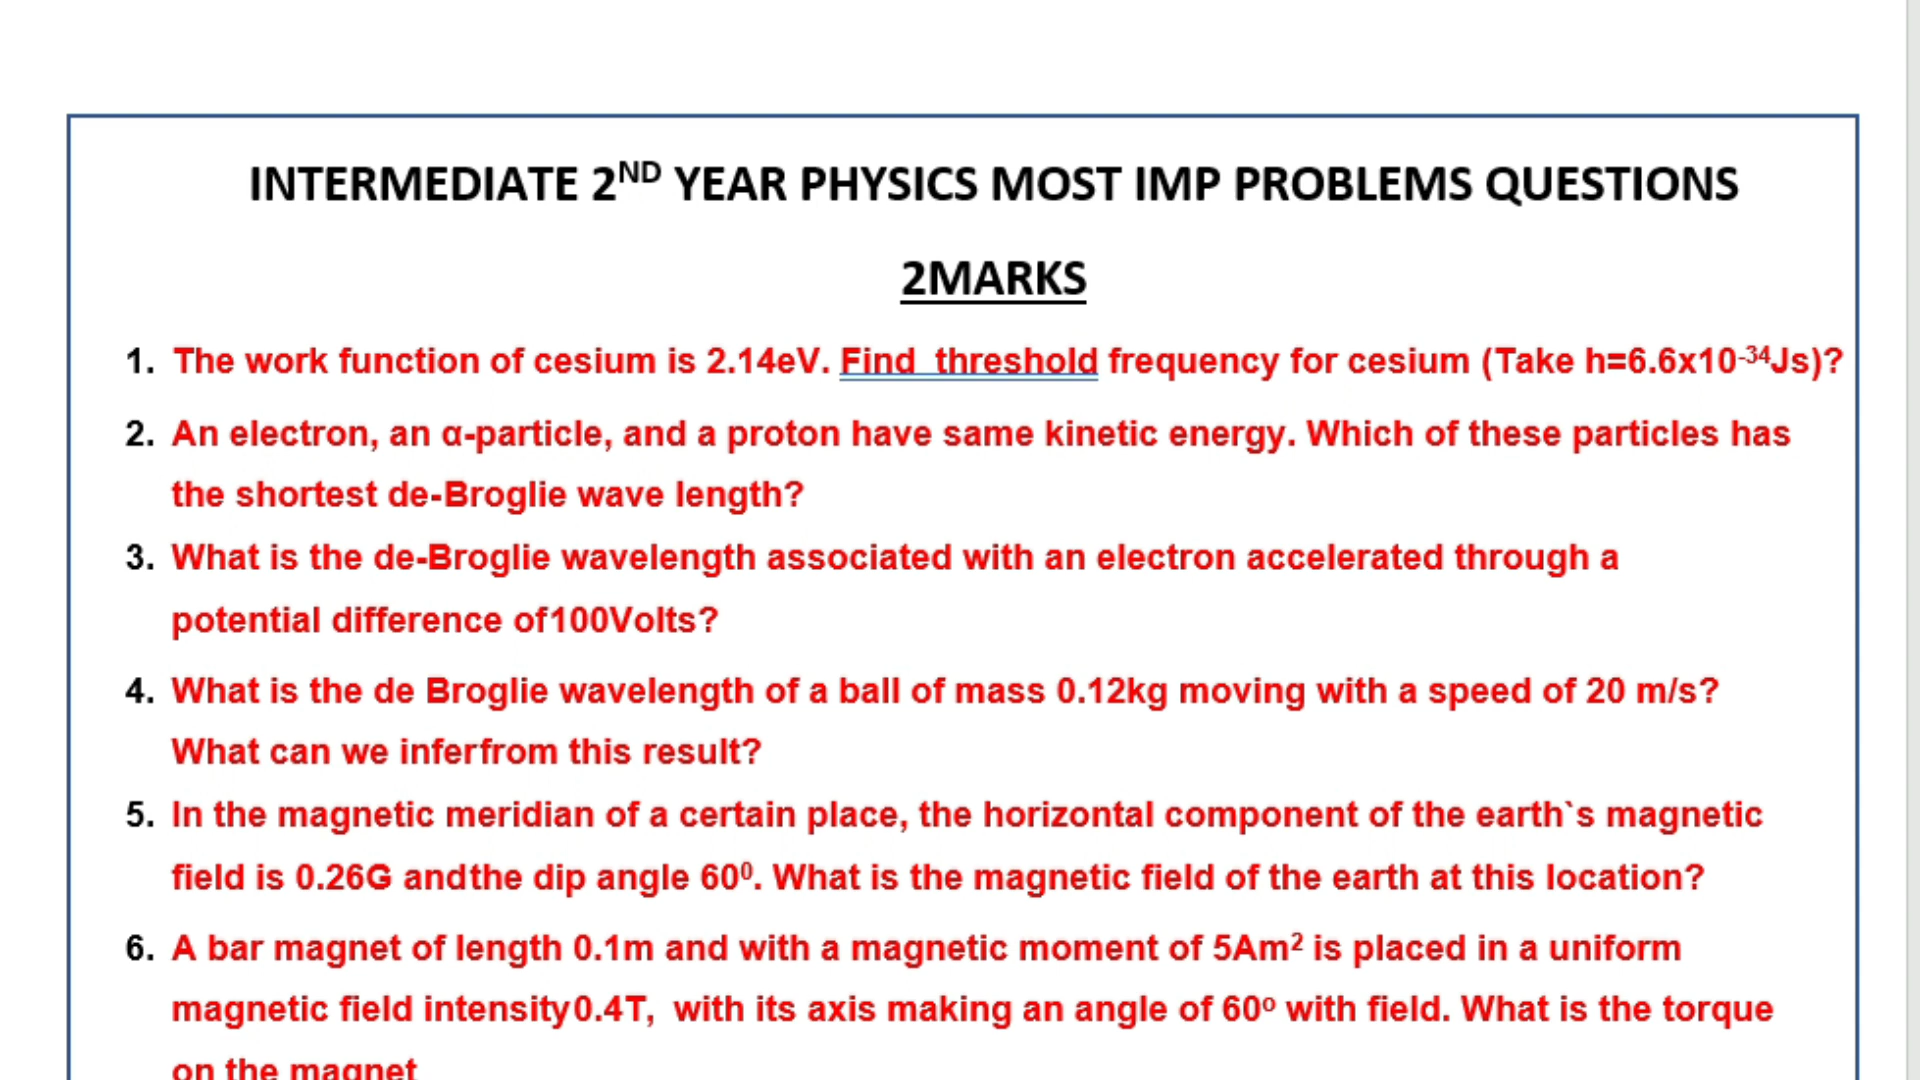 INTERMEDIATE 2ND YEAR PHYSICS MOST IMP PROBLEMS QUESTIONS
2MARKS
1. The work function of cesium is 2.14eV. Find  threshold frequency for cesium (Take h=6.6x10-34Js)?
2. An electron, an α-particle, and a proton have same kinetic energy. Which of these particles has
the shortest de-Broglie wave length?
3. What is the de-Broglie wavelength associated with an electron accelerated through a
potential difference of100Volts?
4. What is the de Broglie wavelength of a ball of mass 0.12kg moving with a speed of 20 m/s?
What can we inferfrom this result?
5. In the magnetic meridian of a certain place, the horizontal component of the earth`s magnetic
field is 0.26G andthe dip angle 60⁰. What is the magnetic field of the earth at this location?
6. A bar magnet of length 0.1m and with a magnetic moment of 5Am² is placed in a uniform
magnetic field intensity0.4T,  with its axis making an angle of 60º with field. What is the torque
on the magnet